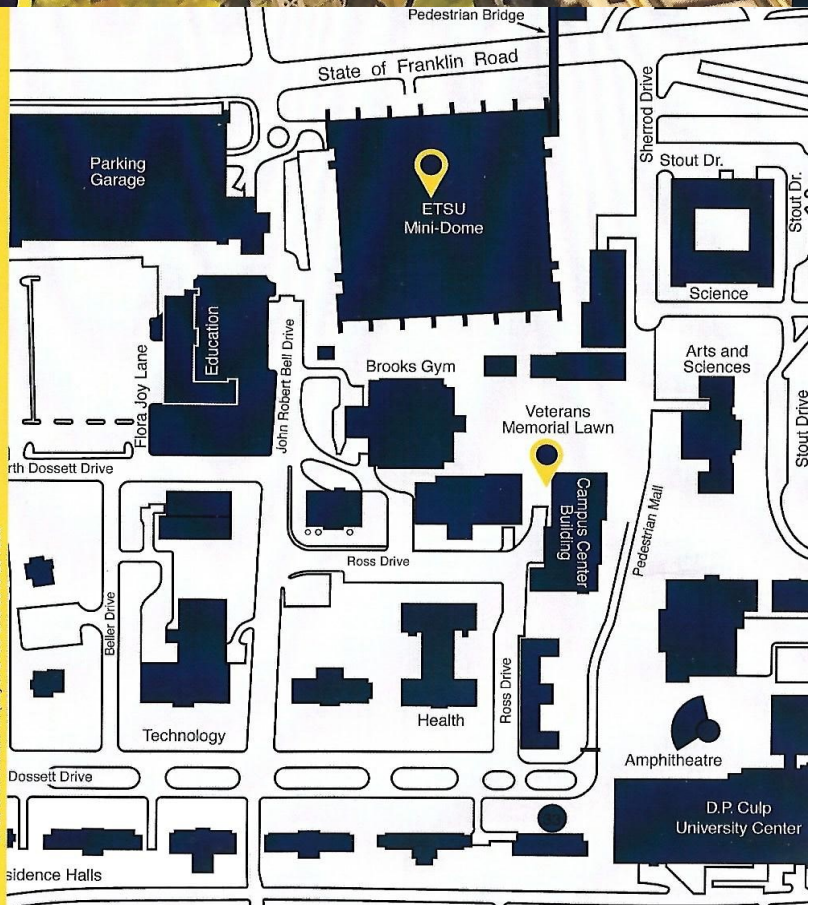 Pedestrian Bridge
State of Franklin Road
Sherrod Drive
Parking
Garage
ETSU
Mini-Dome
Stout Dr.
Stout Dr.
Science
Education
Flora Joy Lane
John Robert Bell Drive
Brooks Gym
Arts and
Sciences
Veterans
Memorial Lawn
Stout Drive
rth Dossett Drive
Campus Center
Building
Pedestrian Mall
Ross Drive
Beller Drive
Ross Drive
Technology
Health
Amphitheatre
Dossett Drive
D.P. Culp
University Center
sidence Halls